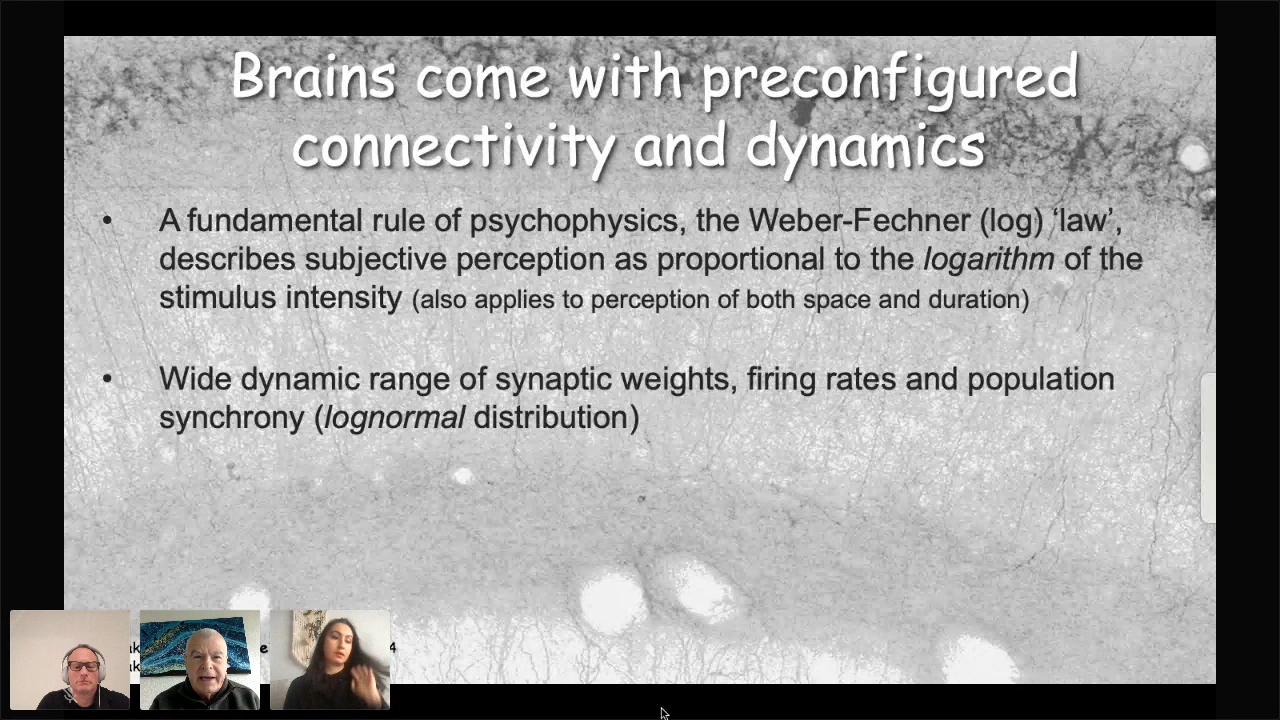 Brains come with preconfigured
connectivity and dynamics
• A fundamental rule of psychophysics, the Weber-Fechner (log) ‘law’,
describes subjective perception as proportional to the logarithm of the
stimulus intensity (also applies to perception of both space and duration)
• Wide dynamic range of synaptic weights, firing rates and population
synchrony (lognormal distribution)